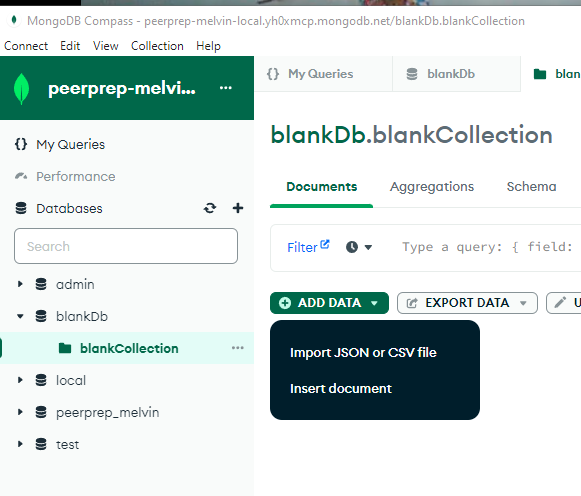 MongoDB Compass - peerprep-melvin-local.yh0xmcp.mongodb.net/blankDb.blankCollection
Connect Edit View Collection Help
peerprep-melvi... ...
{} My Queries
blankDb
blan
My Queries
Performance
Databases
Search
admin
blankDb
blankCollection ...
local
peerprep_melvin
test
blankDb.blankCollection
Documents Aggregations Schema
Filter Type a query: { field:
ADD DATA EXPORT DATA U
Import JSON or CSV file
Insert document